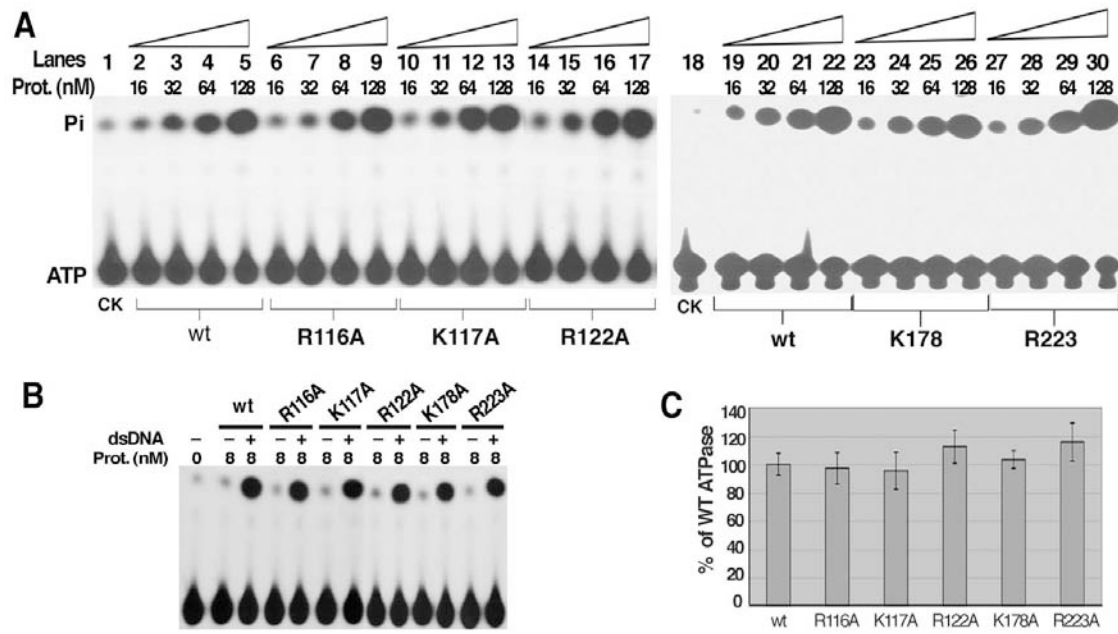 A
Lanes 1 2 3 4 5 6 7 8 9 10 11 12 13 14 15 16 17 18 19 20 21 22 23 24 25 26 27 28 29 30
Prot. (nM) 16 32 64 128 16 32 64 128 16 32 64 128 16 32 64 128 16 32 64 128 16 32 64 128 16 32 64 128
Pi
ATP
CK CK
wt R116A K117A R122A wt K178 R223
B
wt R116A K117A R122A K178A R223A
dsDNA – – + – + – + – + – + – +
Prot. (nM) 0 8 8 8 8 8 8 8 8 8 8 8 8
C
% of WT ATPase
140
120
100
80
60
40
20
0
wt R116A K117A R122A K178A R223A